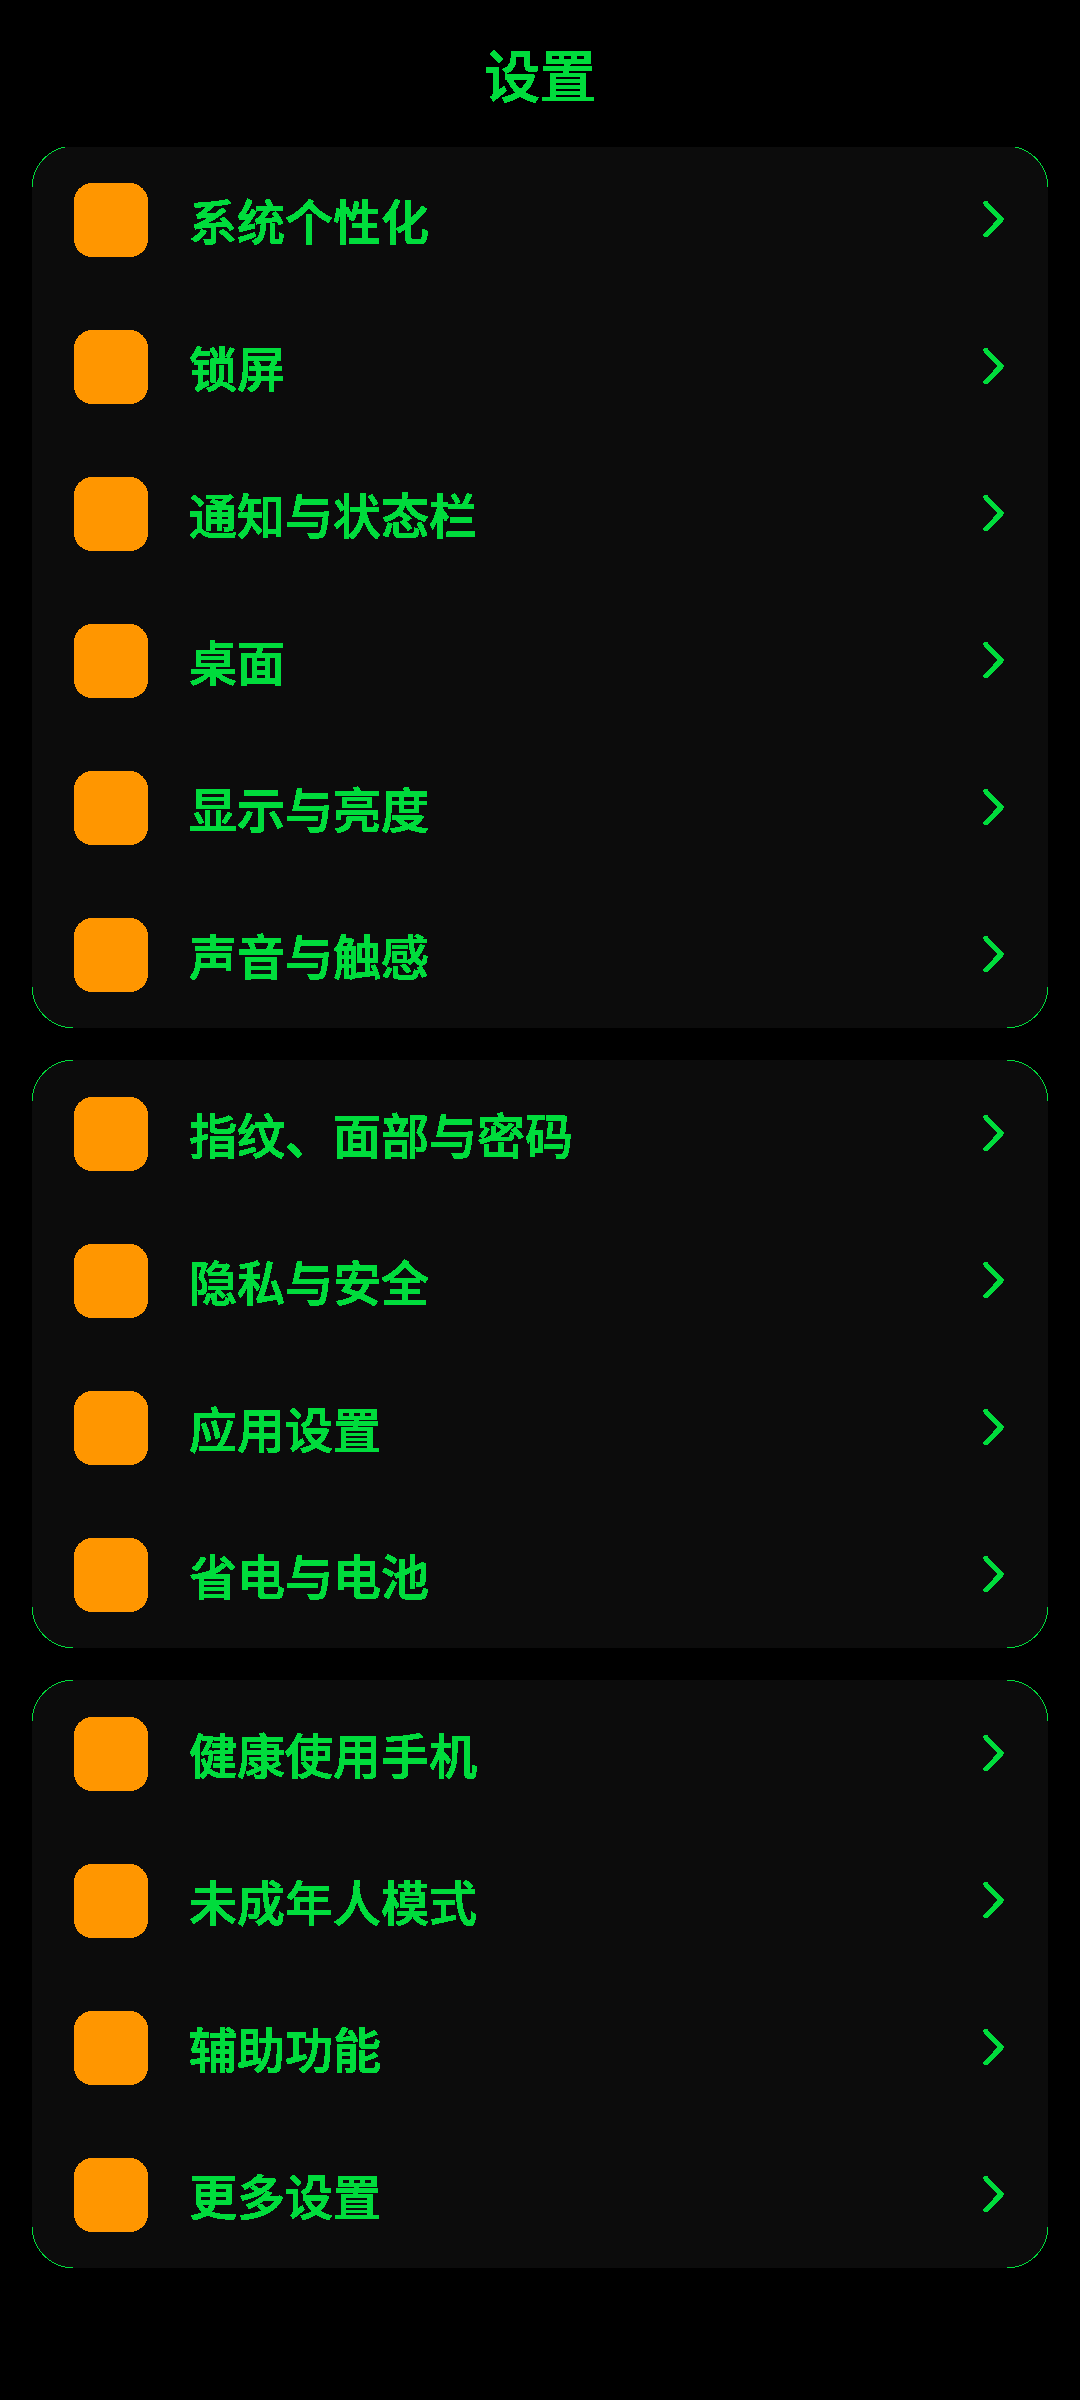 设置
系统个性化
锁屏
通知与状态栏
桌面
显示与亮度
声音与触感
指纹、面部与密码
隐私与安全
应用设置
省电与电池
健康使用手机
未成年人模式
辅助功能
更多设置